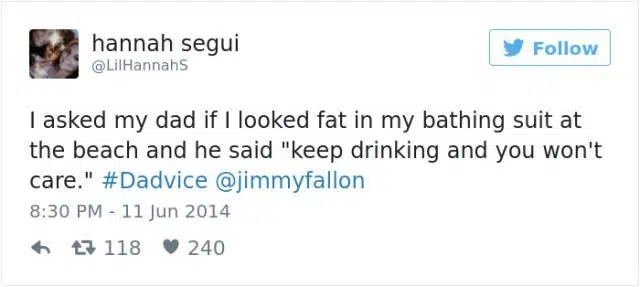 hannah segui
@LilHannahS
Follow
I asked my dad if I looked fat in my bathing suit at
the beach and he said "keep drinking and you won't
care." #Dadvice @jimmyfallon
8:30 PM - 11 Jun 2014
118 240